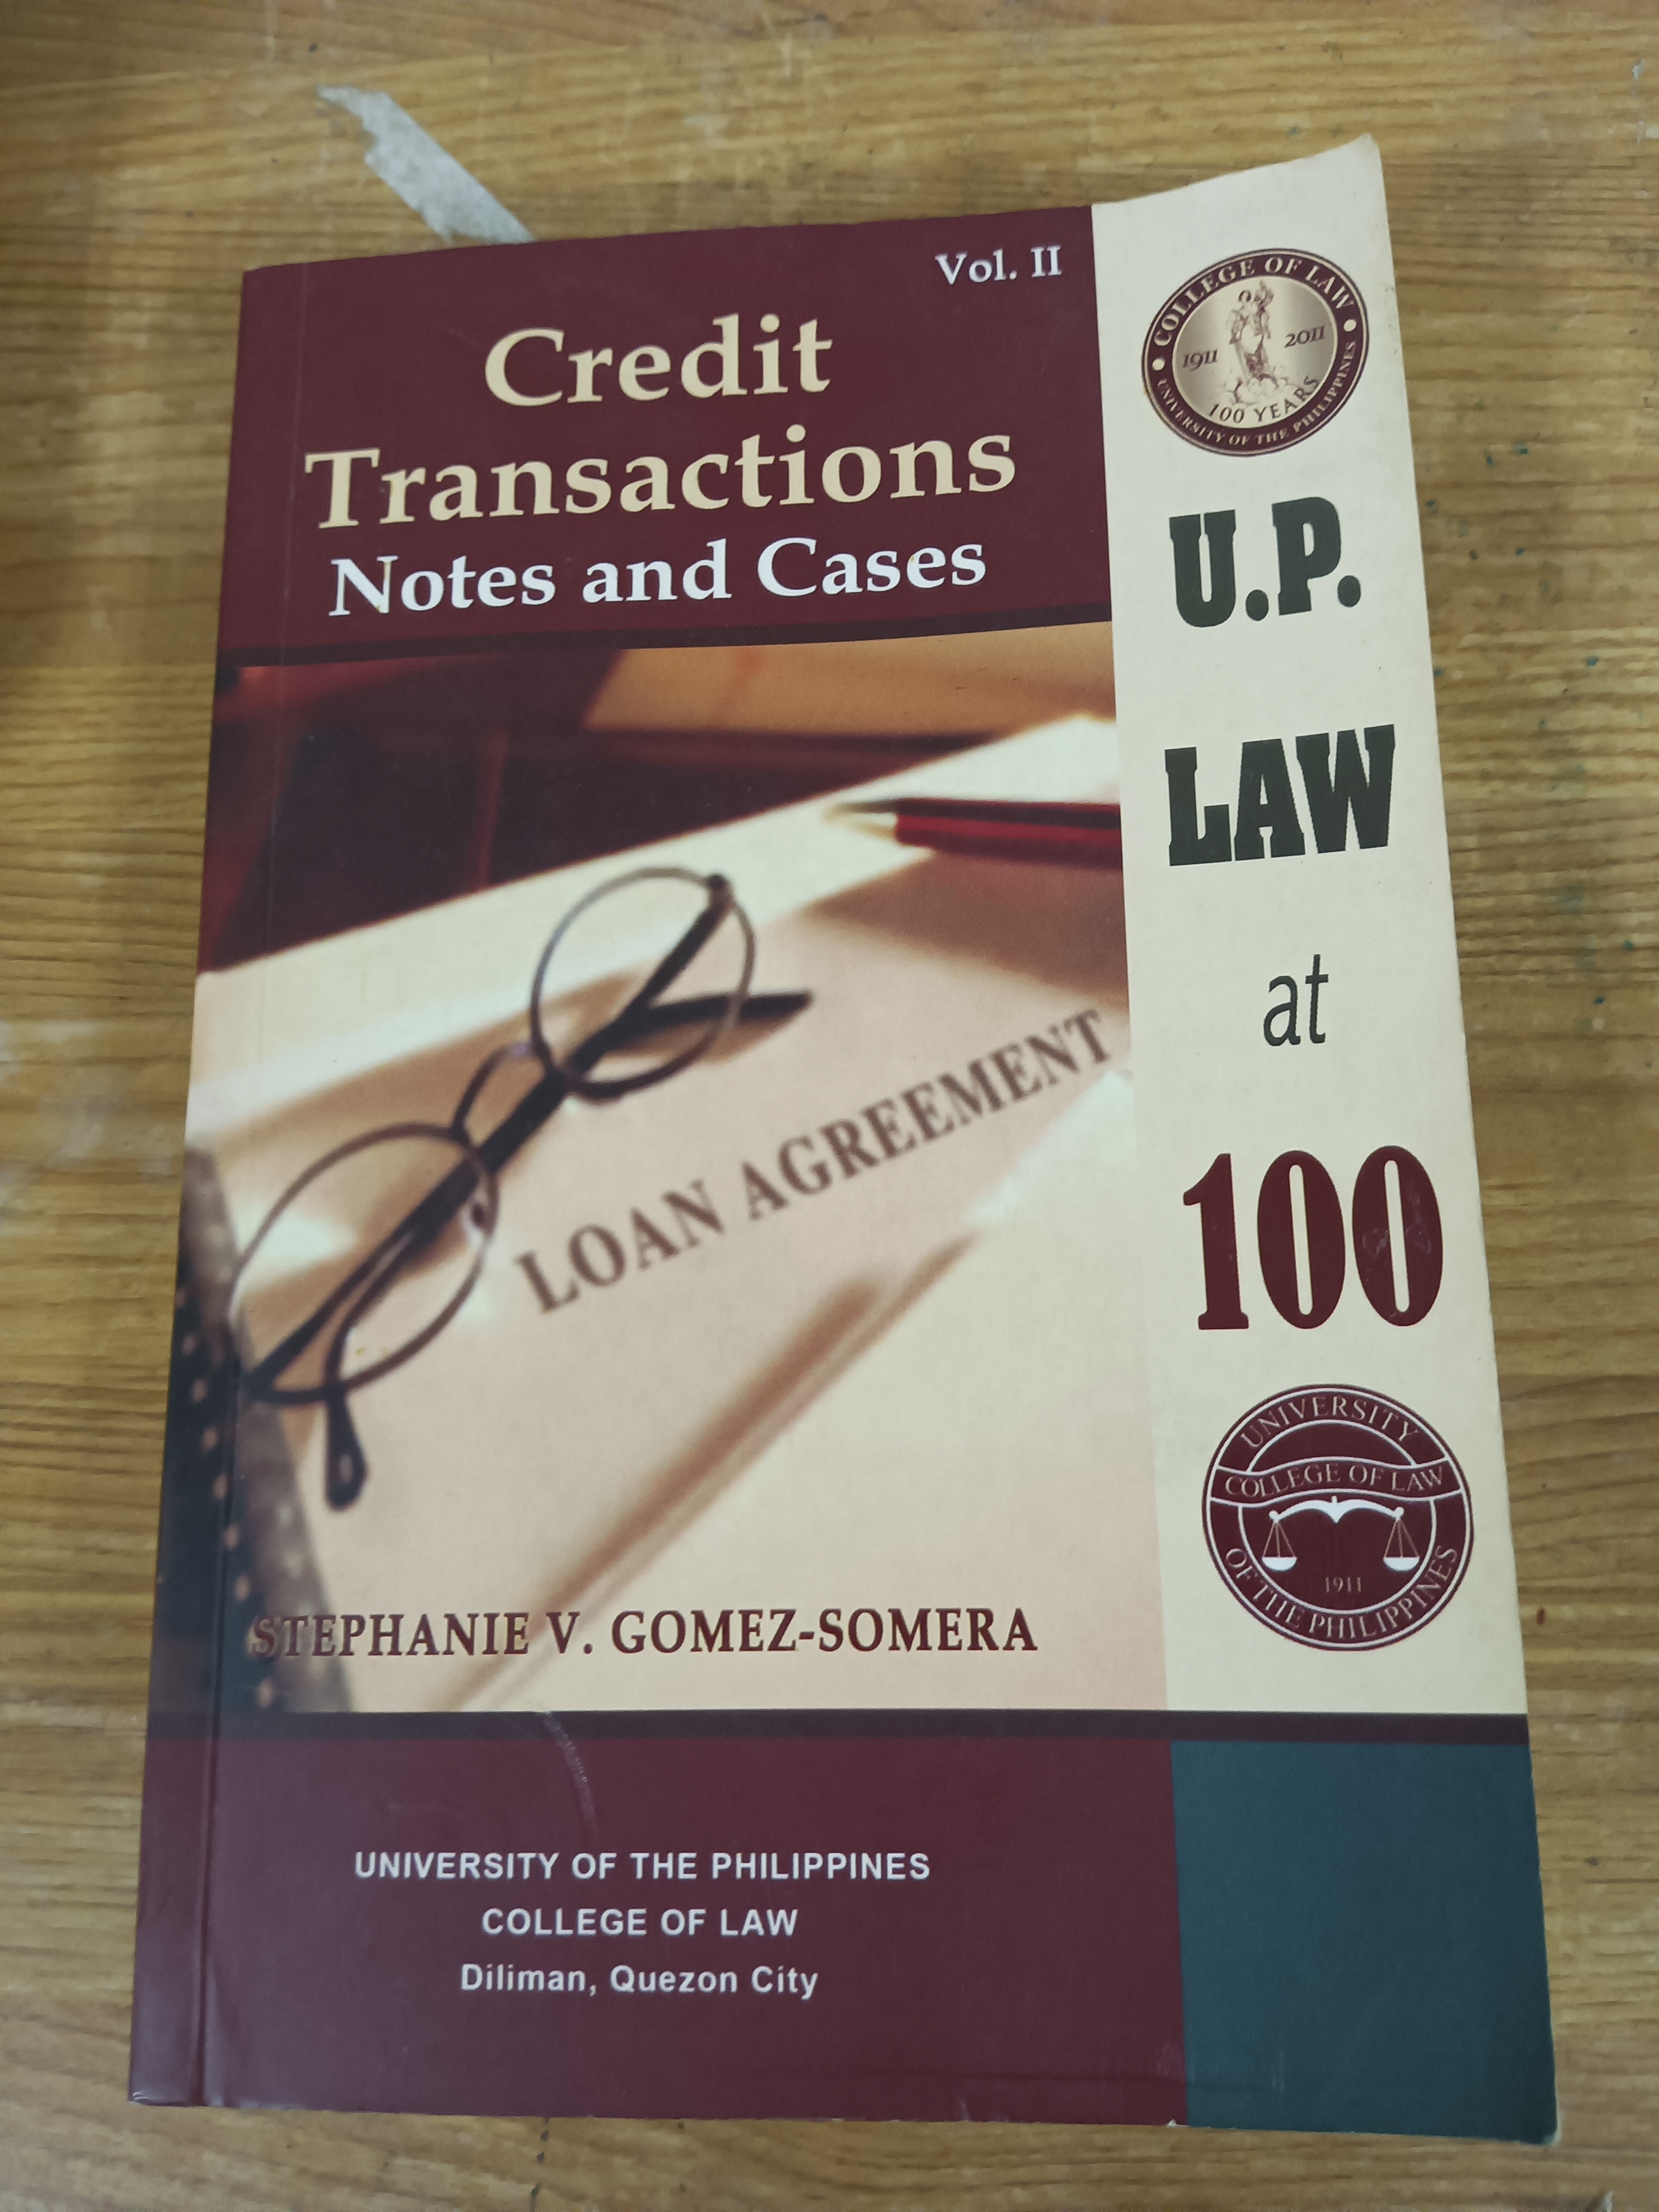 Vol. II
Credit
Transactions
Notes and Cases
LOAN AGREEMENT
STEPHANIE V. GOMEZ-SOMERA
UNIVERSITY OF THE PHILIPPINES
COLLEGE OF LAW
Diliman, Quezon City
COLLEGE OF LAW
1911 2011
100 YEARS
UNIVERSITY OF THE PHILIPPINES
U.P.
LAW
at
100
UNIVERSITY
COLLEGE OF LAW
1911
OF THE PHILIPPINES